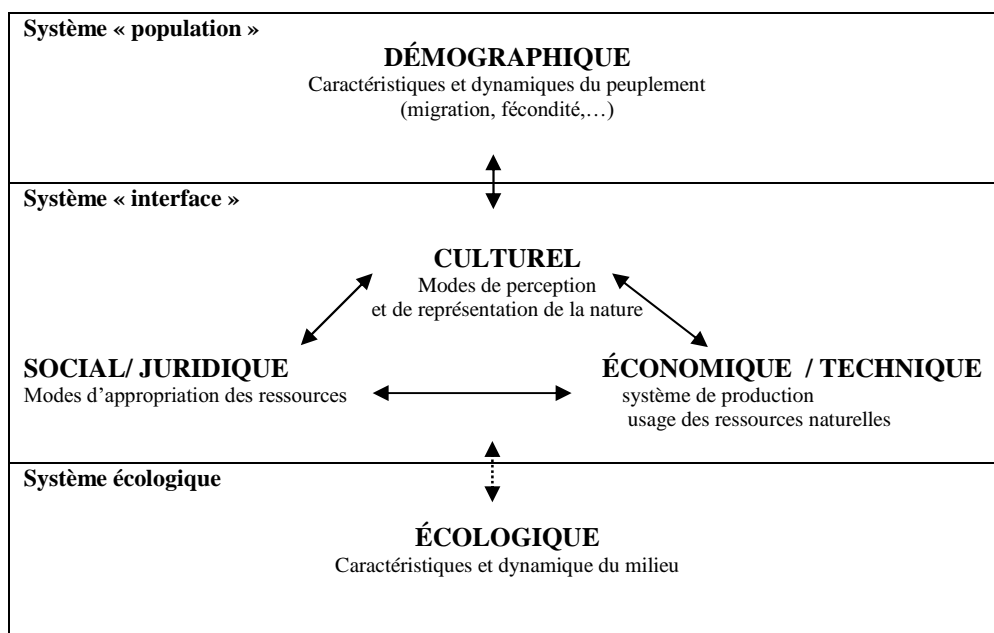 Système « population »
DÉMOGRAPHIQUE
Caractéristiques et dynamiques du peuplement
(migration, fécondité,…)
Système « interface »
CULTUREL
Modes de perception
et de représentation de la nature
SOCIAL/ JURIDIQUE
Modes d’appropriation des ressources
ÉCONOMIQUE / TECHNIQUE
système de production
usage des ressources naturelles
Système écologique
ÉCOLOGIQUE
Caractéristiques et dynamique du milieu